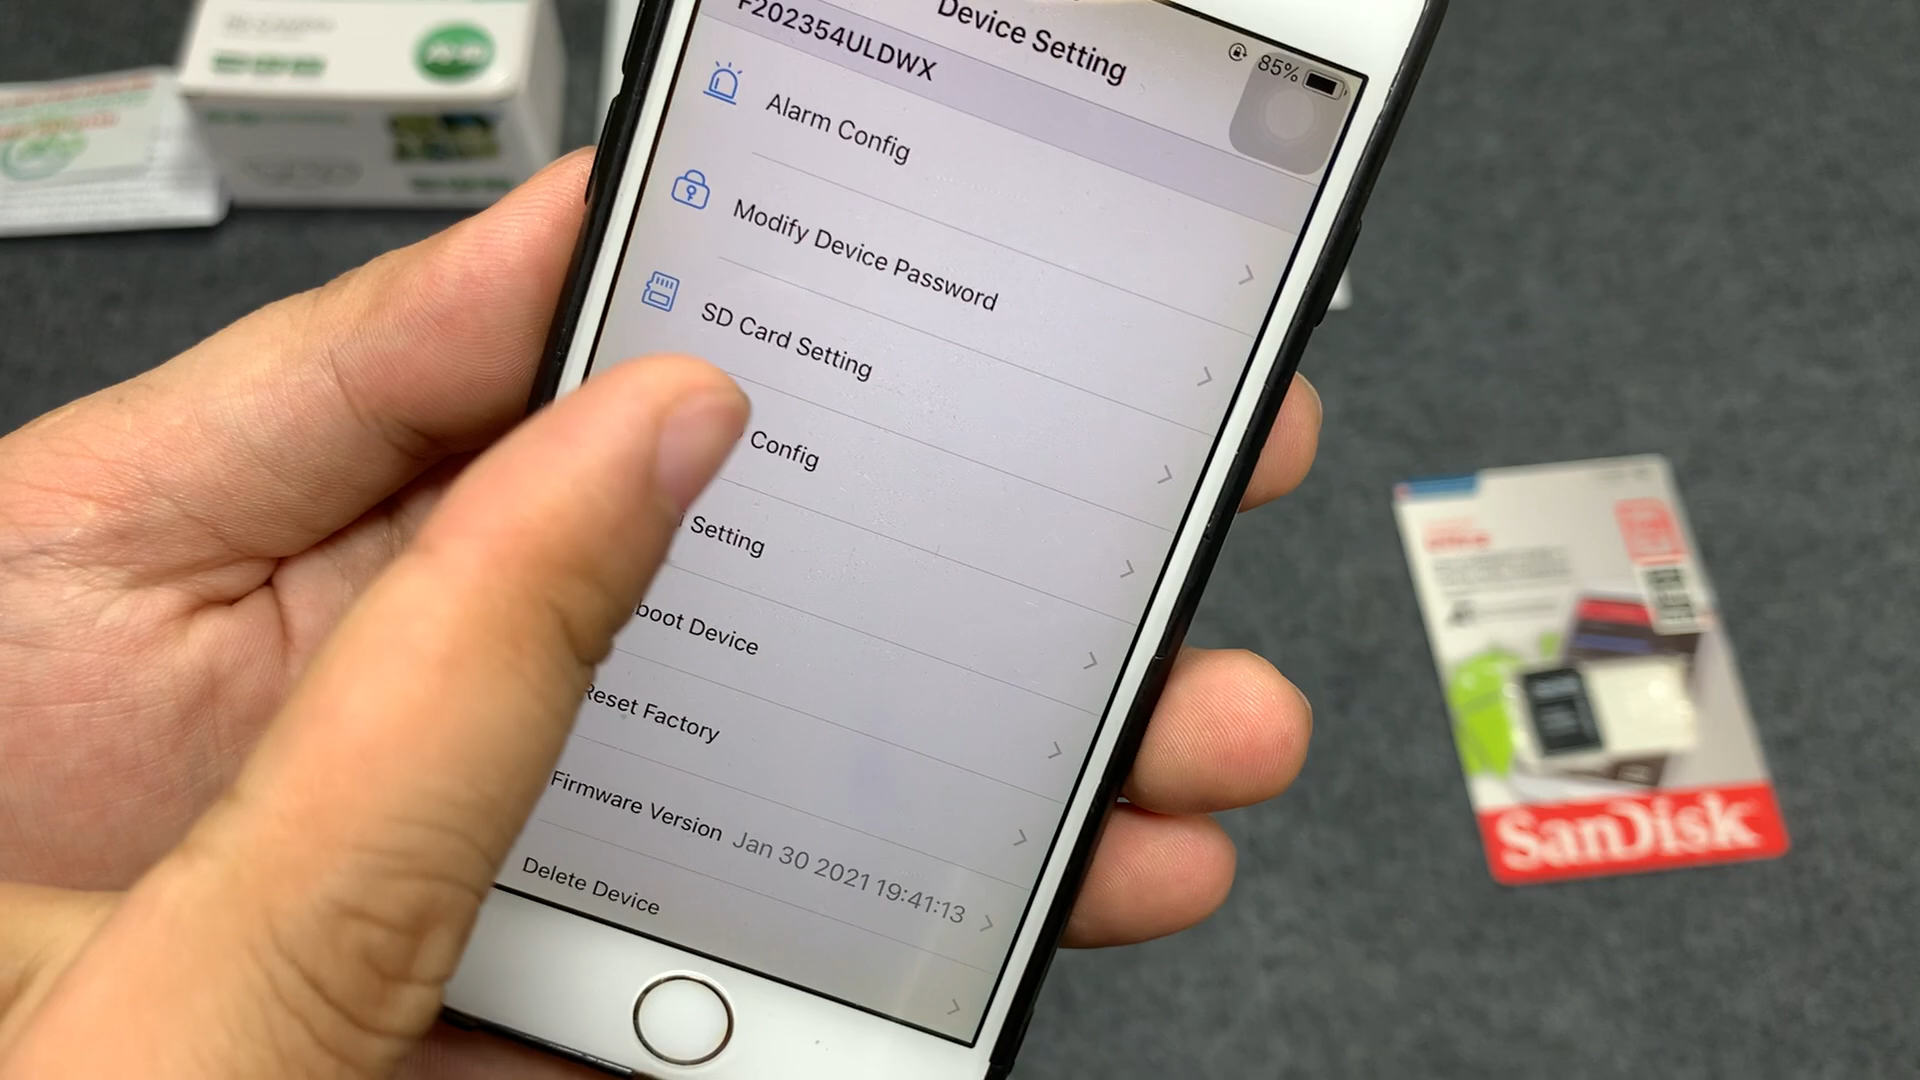 Device Setting
85%
F202354ULDWX
Alarm Config
Modify Device Password
SD Card Setting
Config
Setting
boot Device
Reset Factory
Firmware Version Jan 30 2021 19:41:13
Delete Device
SanDisk